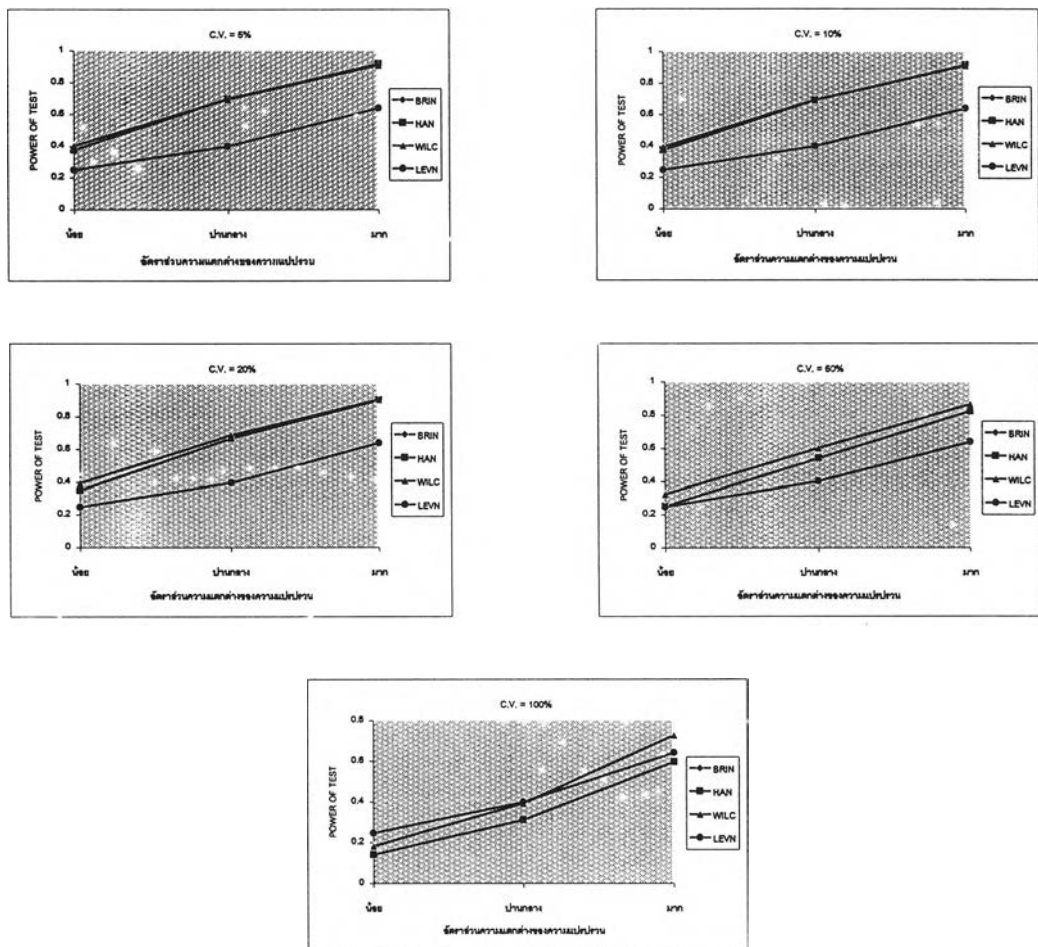 C.V. = 5%
POWER OF TEST
1
0.8
0.6
0.4
0.2
0
น้อย ปานกลาง มาก
อัตราส่วนความแตกต่างของความแปรปรวน
BRIN
HAN
WILC
LEVN
C.V. = 10%
POWER OF TEST
1
0.8
0.6
0.4
0.2
0
น้อย ปานกลาง มาก
อัตราส่วนความแตกต่างของความแปรปรวน
BRIN
HAN
WILC
LEVN
C.V. = 20%
POWER OF TEST
1
0.8
0.6
0.4
0.2
0
น้อย ปานกลาง มาก
อัตราส่วนความแตกต่างของความแปรปรวน
BRIN
HAN
WILC
LEVN
C.V. = 50%
POWER OF TEST
1
0.8
0.6
0.4
0.2
0
น้อย ปานกลาง มาก
อัตราส่วนความแตกต่างของความแปรปรวน
BRIN
HAN
WILC
LEVN
C.V. = 100%
POWER OF TEST
0.8
0.6
0.4
0.2
0
น้อย ปานกลาง มาก
อัตราส่วนความแตกต่างของความแปรปรวน
BRIN
HAN
WILC
LEVN